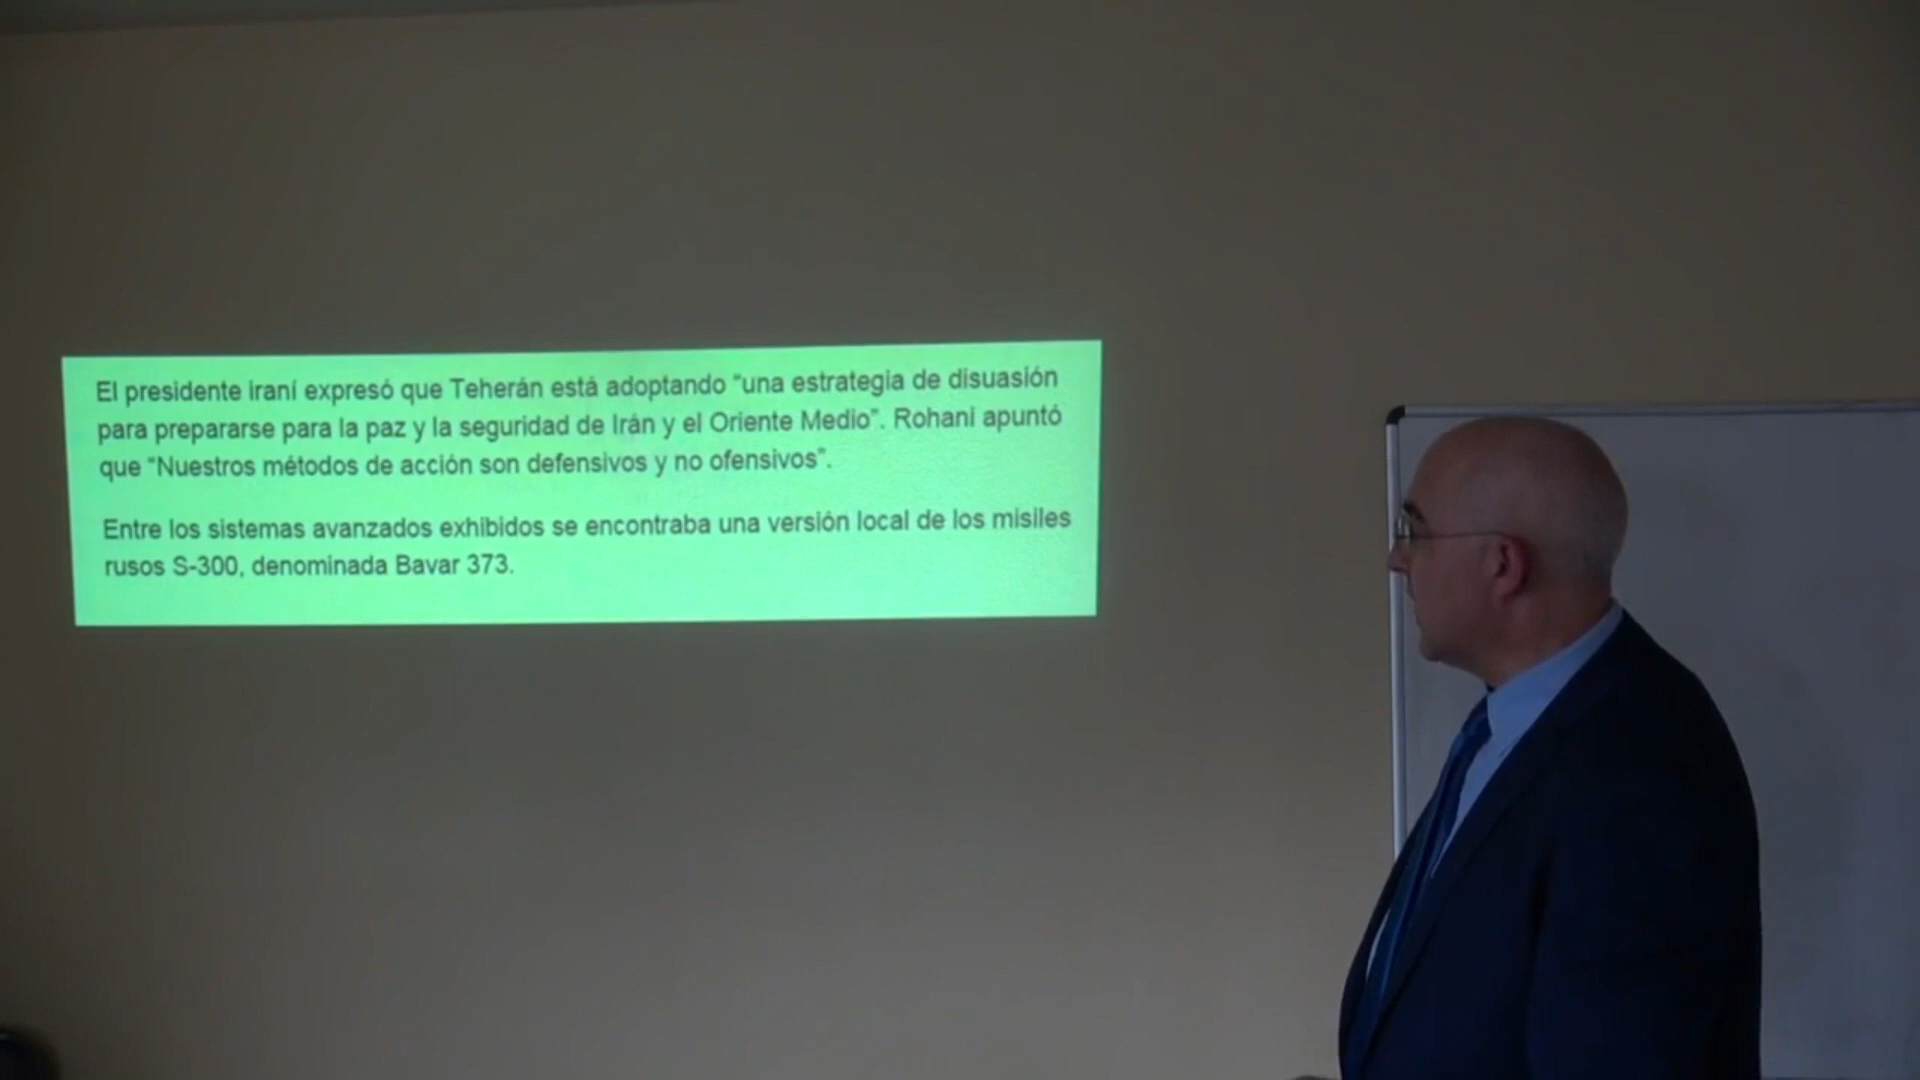 El presidente iraní expresó que Teherán está adoptando “una estrategia de disuasión
para prepararse para la paz y la seguridad de Irán y el Oriente Medio”. Rohani apuntó
que “Nuestros métodos de acción son defensivos y no ofensivos”.
Entre los sistemas avanzados exhibidos se encontraba una versión local de los misiles
rusos S-300, denominada Bavar 373.